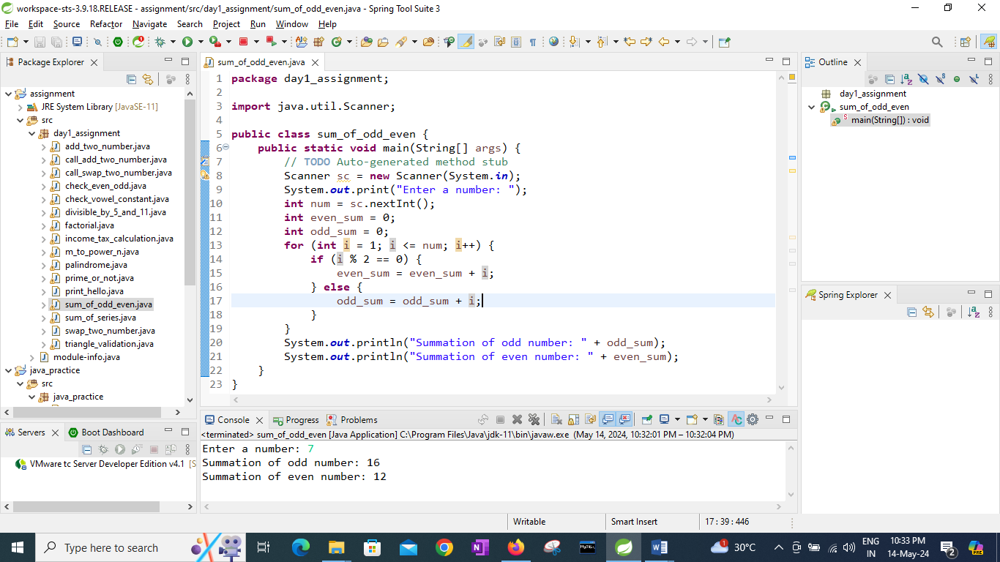 workspace-sts-3.9.18.RELEASE - assignment/src/day1_assignment/sum_of_odd_even.java - Spring Tool Suite 3
File Edit Source Refactor Navigate Search Project Run Window Help
Package Explorer
assignment
JRE System Library [JavaSE-11]
src
day1_assignment
add_two_number.java
call_add_two_number.java
call_swap_two_number.java
check_even_odd.java
check_vowel_constant.java
divisible_by_5_and_11.java
factorial.java
income_tax_calculation.java
m_to_power_n.java
palindrome.java
prime_or_not.java
print_hello.java
sum_of_odd_even.java
sum_of_series.java
swap_two_number.java
triangle_validation.java
module-info.java
java_practice
src
java_practice
Servers
Boot Dashboard
VMware tc Server Developer Edition v4.1 [S
sum_of_odd_even.java
1 package day1_assignment;
2
3 import java.util.Scanner;
4
5 public class sum_of_odd_even {
6 public static void main(String[] args) {
7 // TODO Auto-generated method stub
8 Scanner sc = new Scanner(System.in);
9 System.out.print("Enter a number: ");
10 int num = sc.nextInt();
11 int even_sum = 0;
12 int odd_sum = 0;
13 for (int i = 1; i <= num; i++) {
14 if (i % 2 == 0) {
15 even_sum = even_sum + i;
16 } else {
17 odd_sum = odd_sum + i;
18 }
19 }
20 System.out.println("Summation of odd number: " + odd_sum);
21 System.out.println("Summation of even number: " + even_sum);
22 }
23 }
Console Progress Problems
<terminated> sum_of_odd_even [Java Application] C:\Program Files\Java\jdk-11\bin\javaw.exe (May 14, 2024, 10:32:01 PM – 10:32:04 PM)
Enter a number: 7
Summation of odd number: 16
Summation of even number: 12
Outline
day1_assignment
sum_of_odd_even
main(String[]) : void
Spring Explorer
Writable Smart Insert 17 : 39 : 446
Type here to search
30°C
ENG
IN
10:33 PM
14-May-24